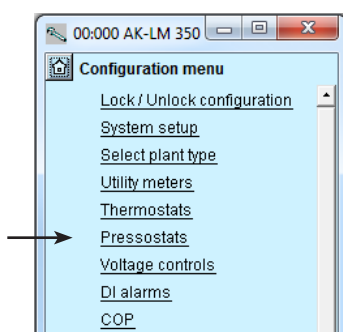 00:000 AK-LM 350
Configuration menu
Lock / Unlock configuration
System setup
Select plant type
Utility meters
Thermostats
Pressostats
Voltage controls
DI alarms
COP